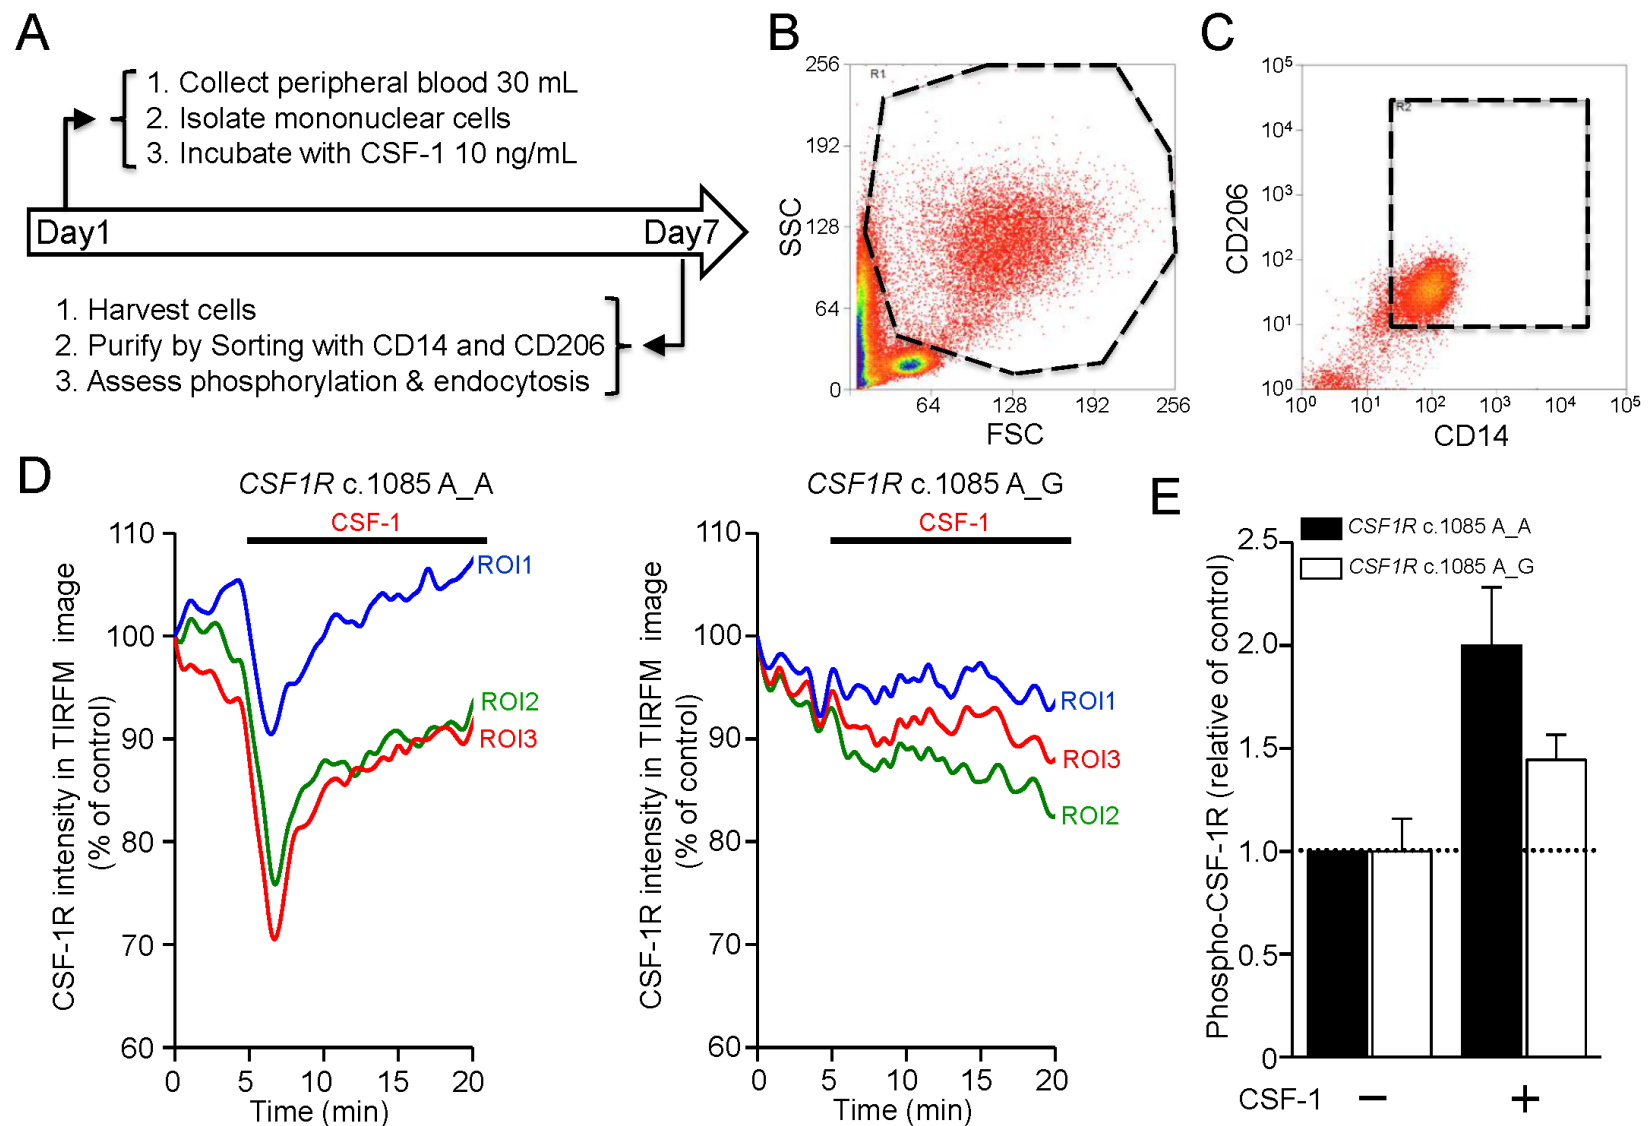 A
1. Collect peripheral blood 30 mL
2. Isolate mononuclear cells
3. Incubate with CSF-1 10 ng/mL
Day1
Day7
1. Harvest cells
2. Purify by Sorting with CD14 and CD206
3. Assess phosphorylation & endocytosis
B
R1
256
192
128
64
0
SSC
64 128 192 256
FSC
C
R2
10⁵
10⁴
10³
10²
10¹
10⁰
CD206
10⁰ 10¹ 10² 10³ 10⁴ 10⁵
CD14
D
CSF1R c.1085 A_A
CSF-1
110
100
90
80
70
60
CSF-1R intensity in TIRFM image
(% of control)
ROI1
ROI2
ROI3
0 5 10 15 20
Time (min)
CSF1R c.1085 A_G
CSF-1
110
100
90
80
70
60
CSF-1R intensity in TIRFM image
(% of control)
ROI1
ROI3
ROI2
0 5 10 15 20
Time (min)
E
CSF1R c.1085 A_A
CSF1R c.1085 A_G
2.5
2.0
1.5
1.0
0.5
0
Phospho-CSF-1R (relative of control)
CSF-1 − +